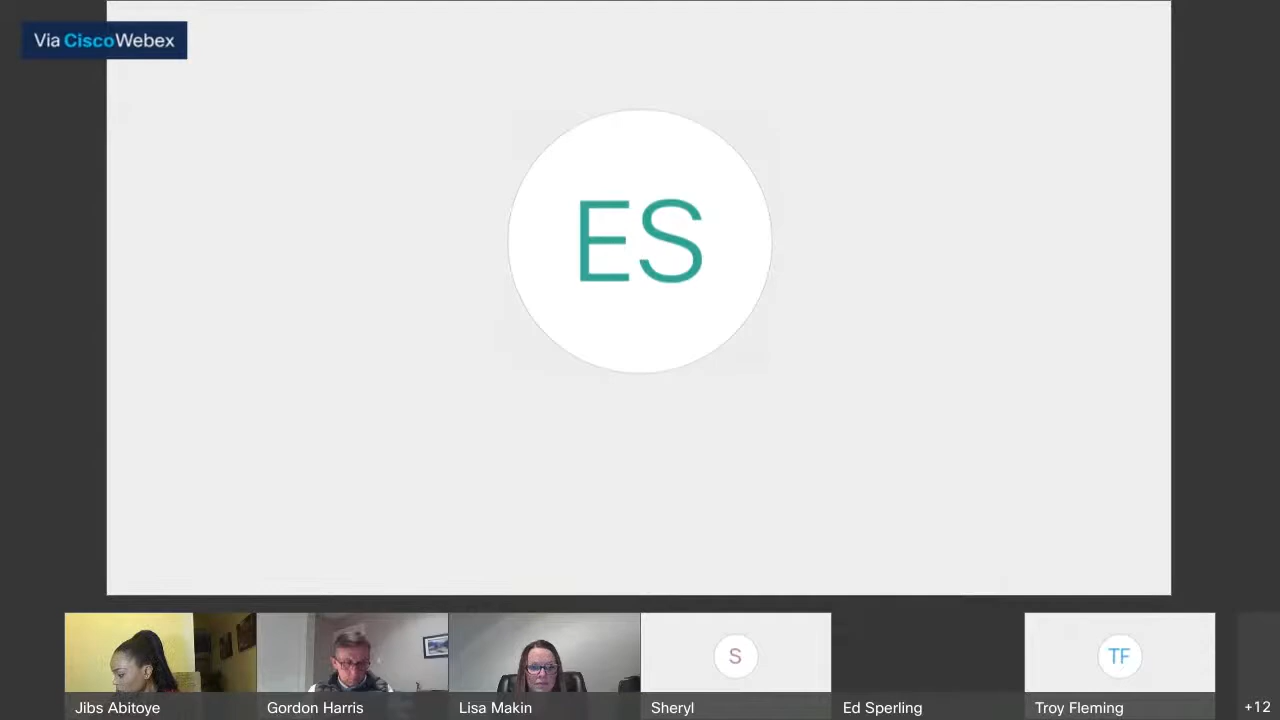 Via CiscoWebex
ES
S
TF
Jibs Abitoye
Gordon Harris
Lisa Makin
Sheryl
Ed Sperling
Troy Fleming
+12